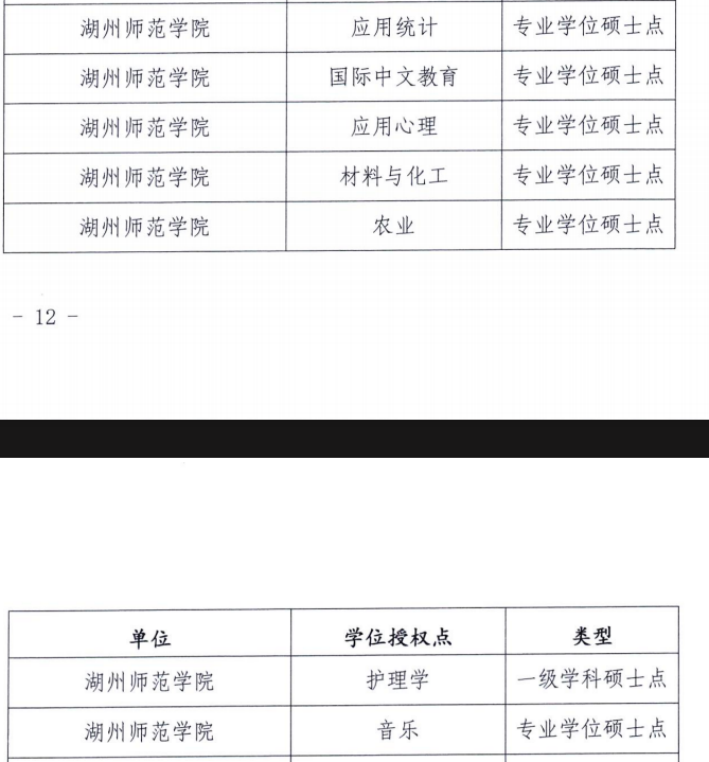 湖州师范学院 应用统计 专业学位硕士点
湖州师范学院 国际中文教育 专业学位硕士点
湖州师范学院 应用心理 专业学位硕士点
湖州师范学院 材料与化工 专业学位硕士点
湖州师范学院 农业 专业学位硕士点
- 12 -
单位 学位授权点 类型
湖州师范学院 护理学 一级学科硕士点
湖州师范学院 音乐 专业学位硕士点